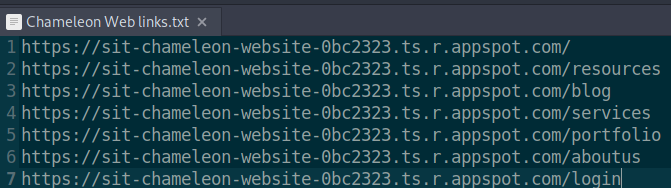 Chameleon Web links.txt
1 https://sit-chameleon-website-0bc2323.ts.r.appspot.com/
2 https://sit-chameleon-website-0bc2323.ts.r.appspot.com/resources
3 https://sit-chameleon-website-0bc2323.ts.r.appspot.com/blog
4 https://sit-chameleon-website-0bc2323.ts.r.appspot.com/services
5 https://sit-chameleon-website-0bc2323.ts.r.appspot.com/portfolio
6 https://sit-chameleon-website-0bc2323.ts.r.appspot.com/aboutus
7 https://sit-chameleon-website-0bc2323.ts.r.appspot.com/login